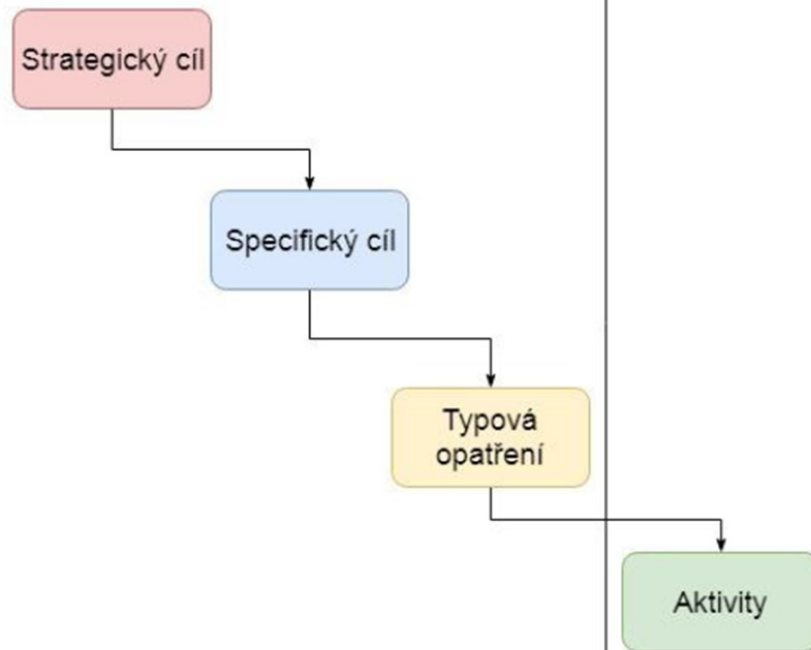 Strategický cíl
Specifický cíl
Typová
opatření
Aktivity